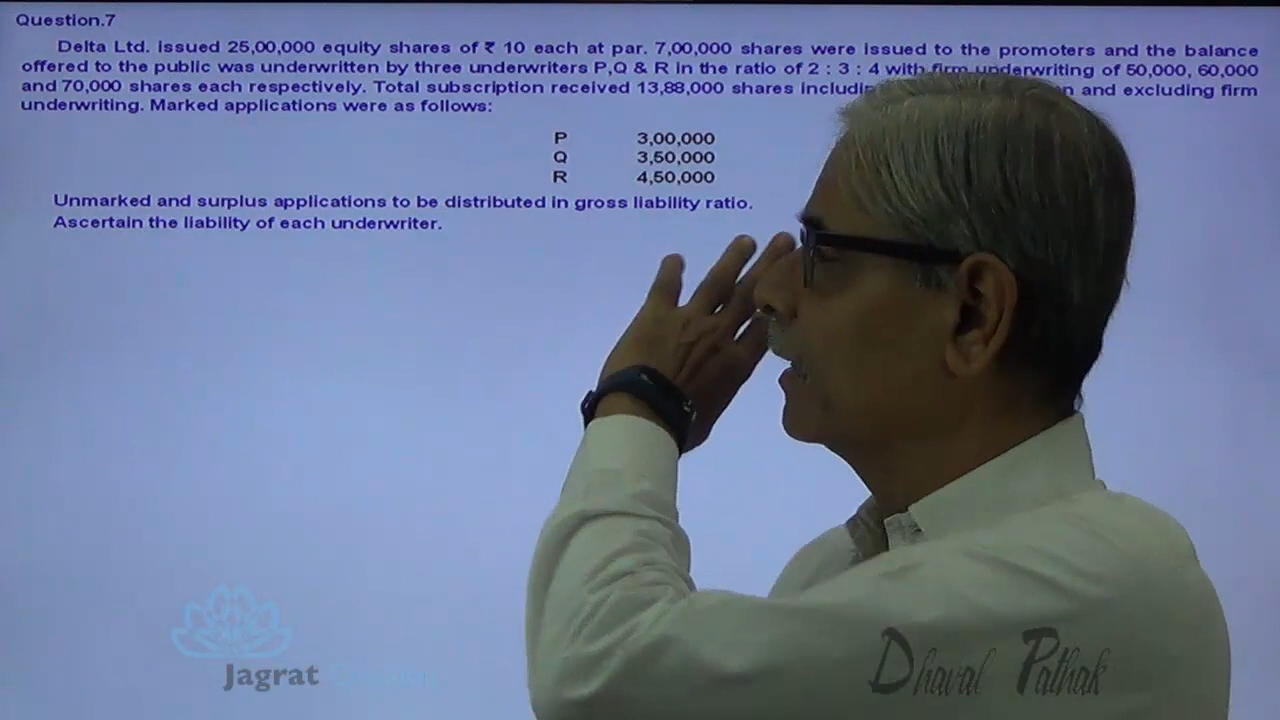 Question.7
Delta Ltd. issued 25,00,000 equity shares of ₹ 10 each at par. 7,00,000 shares were issued to the promoters and the balance
offered to the public was underwritten by three underwriters P,Q & R in the ratio of 2 : 3 : 4 with firm underwriting of 50,000, 60,000
and 70,000 shares each respectively. Total subscription received 13,88,000 shares and excluding firm
underwriting. Marked applications were as follows:
P 3,00,000
Q 3,50,000
R 4,50,000
Unmarked and surplus applications to be distributed in gross liability ratio.
Ascertain the liability of each underwriter.
Jagrat
Dhaval Pathak